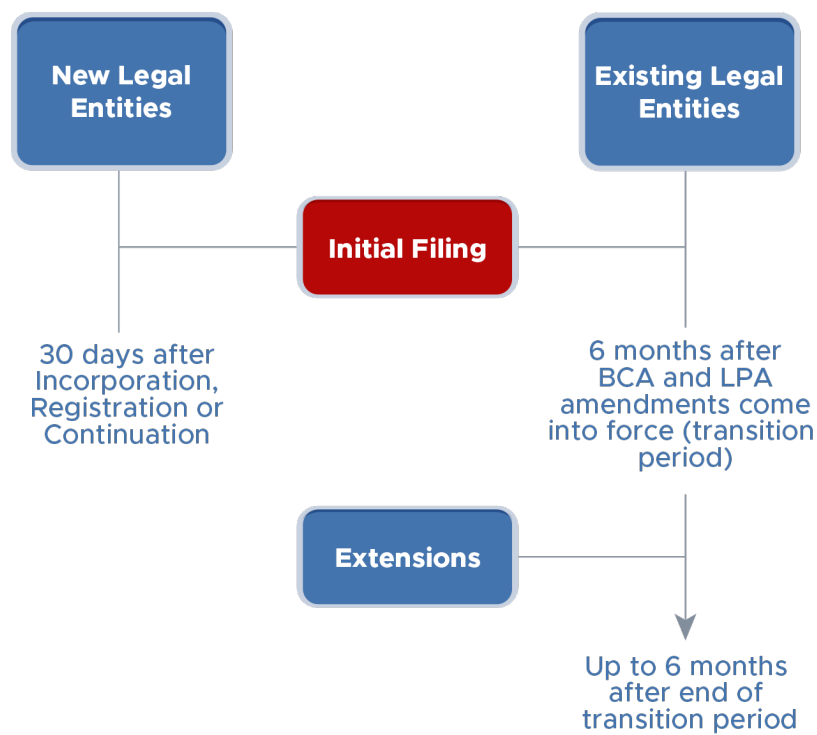 New Legal
Entities
Existing Legal
Entities
Initial Filing
30 days after
Incorporation,
Registration or
Continuation
6 months after
BCA and LPA
amendments come
into force (transition
period)
Extensions
Up to 6 months
after end of
transition period